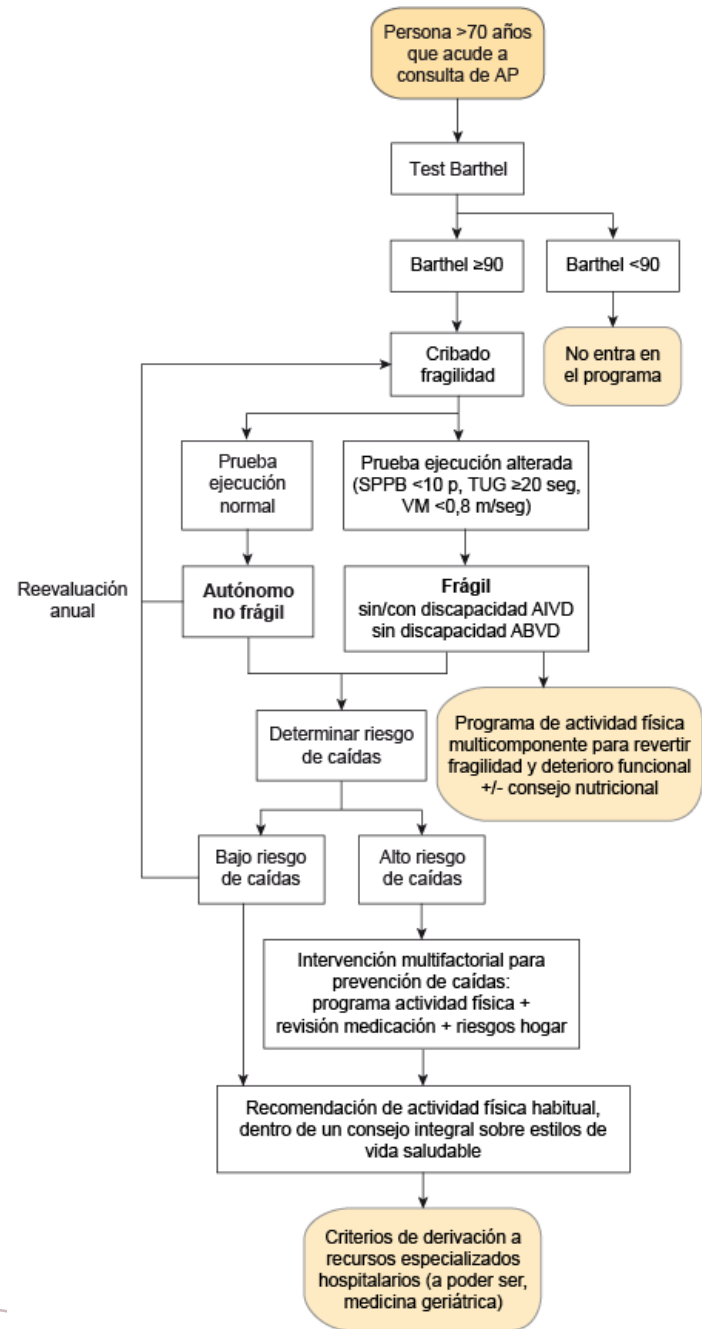 Persona >70 años
que acude a
consulta de AP
Test Barthel
Barthel ≥90
Barthel <90
Cribado
fragilidad
No entra en
el programa
Prueba
ejecución
normal
Prueba ejecución alterada
(SPPB <10 p, TUG ≥20 seg,
VM <0,8 m/seg)
Reevaluación
anual
Autónomo
no frágil
Frágil
sin/con discapacidad AIVD
sin discapacidad ABVD
Programa de actividad física
multicomponente para revertir
fragilidad y deterioro funcional
+/- consejo nutricional
Determinar riesgo
de caídas
Bajo riesgo
de caídas
Alto riesgo
de caídas
Intervención multifactorial para
prevención de caídas:
programa actividad física +
revisión medicación + riesgos hogar
Recomendación de actividad física habitual,
dentro de un consejo integral sobre estilos de
vida saludable
Criterios de derivación a
recursos especializados
hospitalarios (a poder ser,
medicina geriátrica)